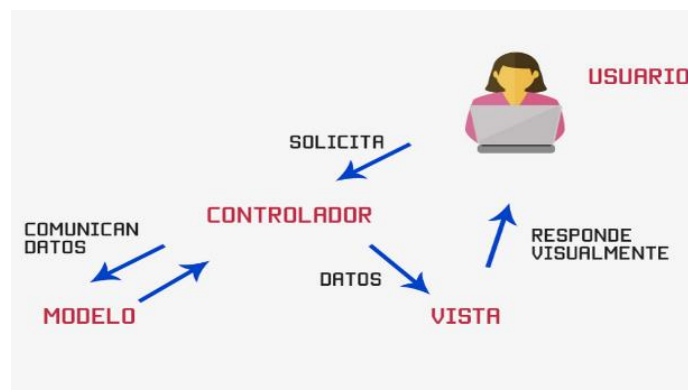 USUARIO
SOLICITA
CONTROLADOR
COMUNICAN
DATOS
RESPONDE
VISUALMENTE
DATOS
MODELO
VISTA